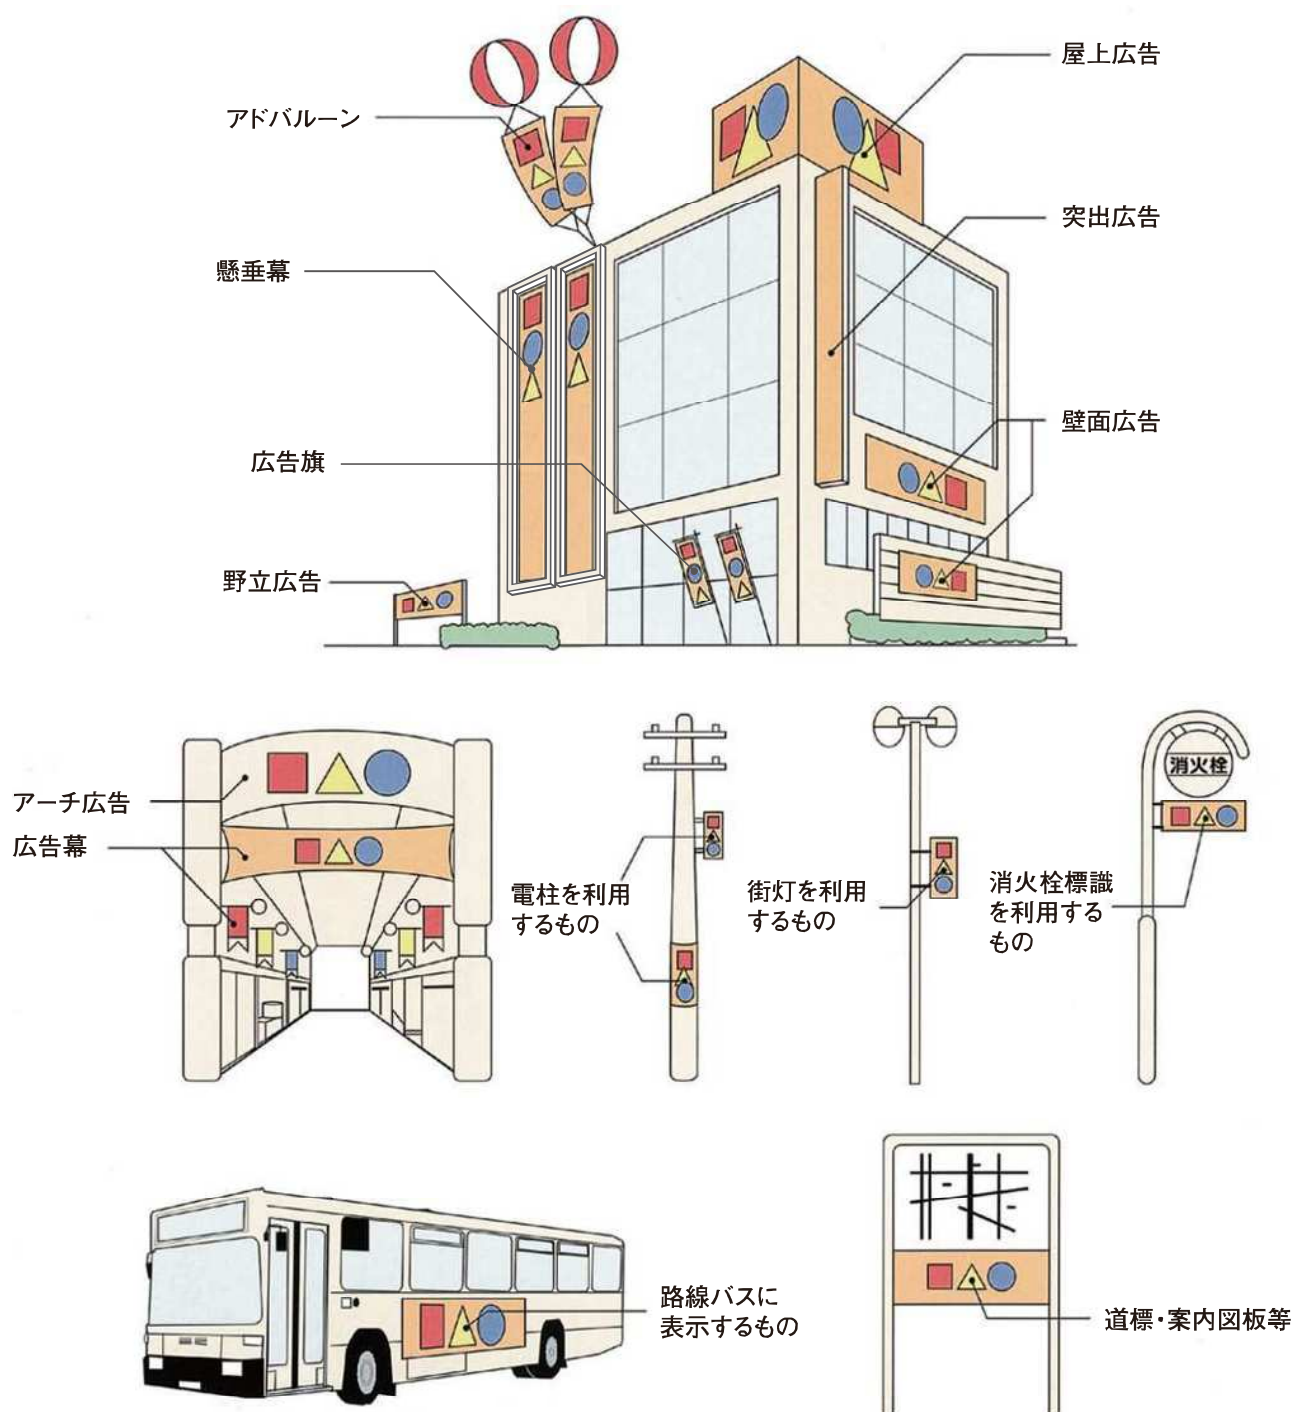 屋上広告
アドバルーン
突出広告
懸垂幕
壁面広告
広告旗
野立広告
消火栓
アーチ広告
広告幕
電柱を利用
するもの
街灯を利用
するもの
消火栓標識
を利用する
もの
路線バスに
表示するもの
道標・案内図板等